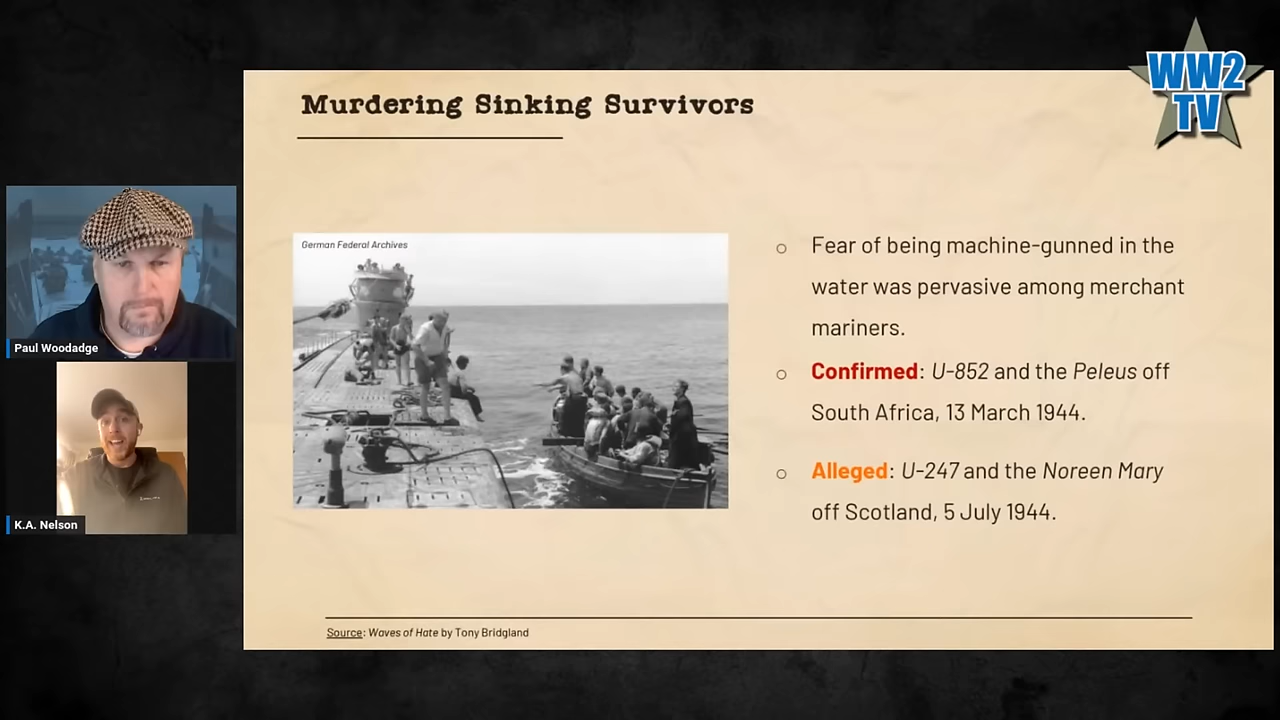 WW2
TV
Murdering Sinking Survivors
German Federal Archives
Fear of being machine-gunned in the
water was pervasive among merchant
mariners.
Confirmed: U-852 and the Peleus off
South Africa, 13 March 1944.
Alleged: U-247 and the Noreen Mary
off Scotland, 5 July 1944.
Source: Waves of Hate by Tony Bridgland
Paul Woodadge
K.A. Nelson